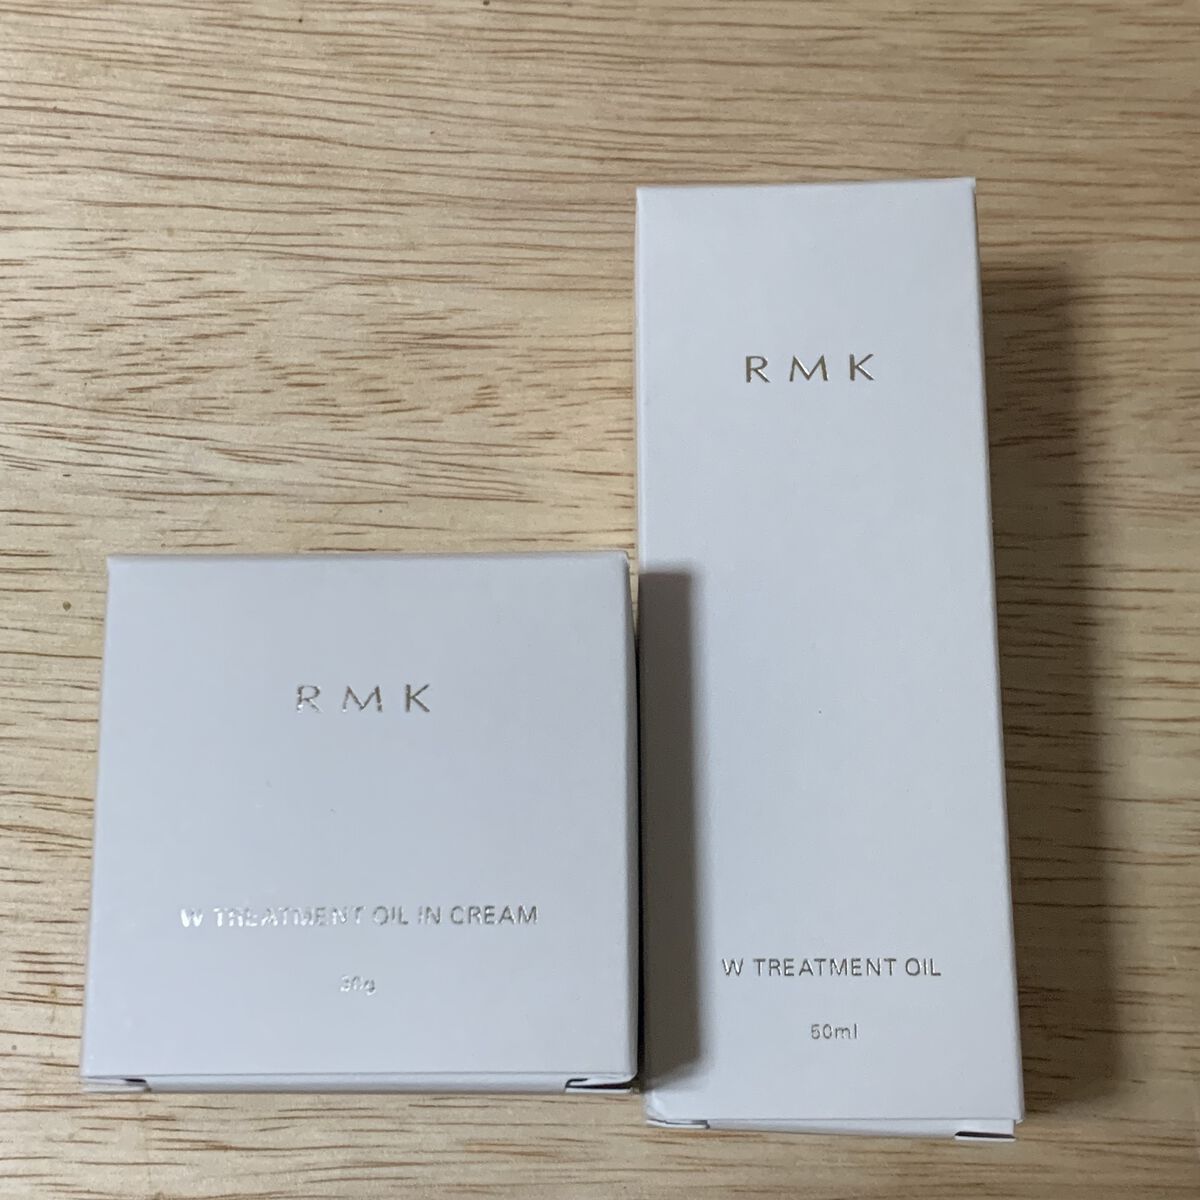 RMK
W TREATMENT OIL IN CREAM
30g
RMK
W TREATMENT OIL
50ml